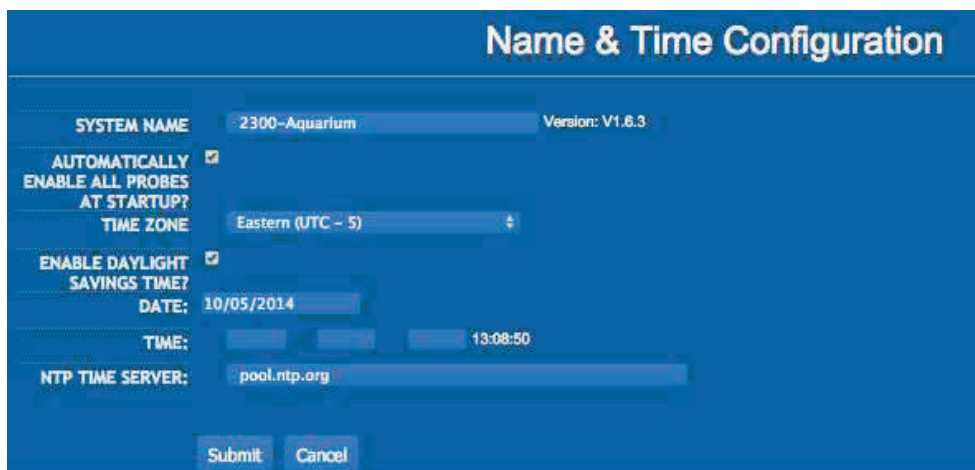 Name & Time Configuration
SYSTEM NAME 2300-Aquarium Version: V1.6.3
AUTOMATICALLY
ENABLE ALL PROBES
AT STARTUP?
TIME ZONE Eastern (UTC - 5)
ENABLE DAYLIGHT
SAVINGS TIME?
DATE: 10/05/2014
TIME: 13:08:50
NTP TIME SERVER: pool.ntp.org
Submit Cancel